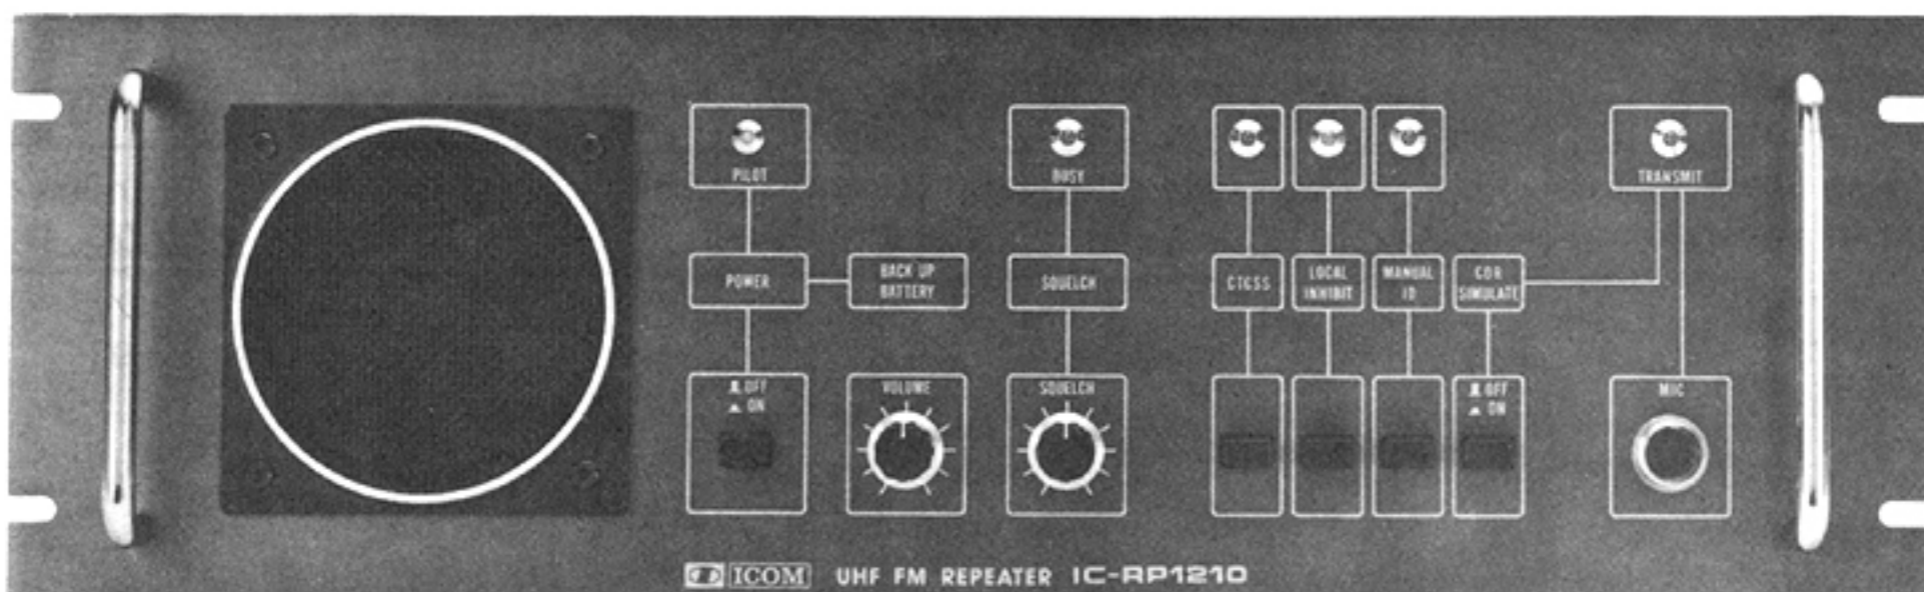 PILOT
BUSY
TRANSMIT
POWER
BACK UP
BATTERY
SQUELCH
CTCSS
LOCAL
INHIBIT
MANUAL
ID
COR
SIMULATE
OFF
ON
VOLUME
SQUELCH
OFF
ON
MIC
ICOM UHF FM REPEATER IC-RP1210